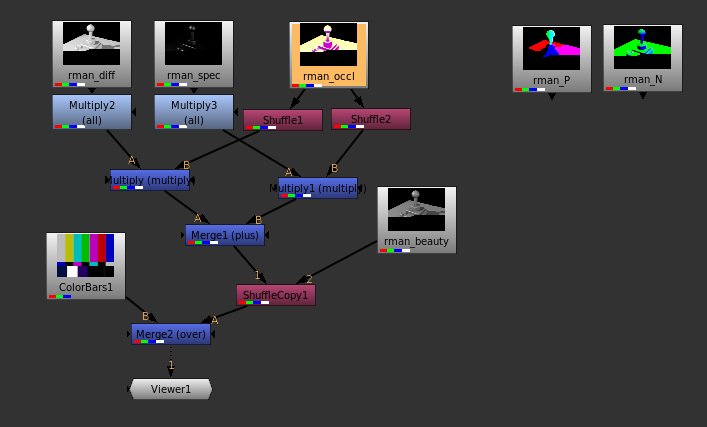 rman_diff
rman_spec
rman_occl
rman_P
rman_N
Multiply2
(all)
Multiply3
(all)
Shuffle1
Shuffle2
A
B
A
B
Multiply (multiply
Multiply1 (multiply)
A
B
Merge1 (plus)
rman_beauty
1
2
ColorBars1
ShuffleCopy1
B
A
Merge2 (over)
1
Viewer1